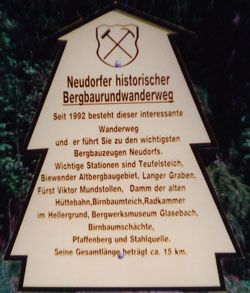 Neudorfer historischer
Bergbaurundwanderweg
Seit 1992 besteht dieser interessante
Wanderweg
und er führt Sie zu den wichtigsten
Bergbauzeugen Neudorfs.
Wichtige Stationen sind Teufelsteich,
Biewender Altbergbaugebiet, Langer Graben,
Fürst Viktor Mundstollen, Damm der alten
Hüttebahn, Birnbaumteich, Radkammer
im Hellergrund, Bergwerksmuseum Glasebach,
Birnbaumschächte,
Pfaffenberg und Stahlquelle.
Seine Gesamtlänge beträgt ca. 15 km.